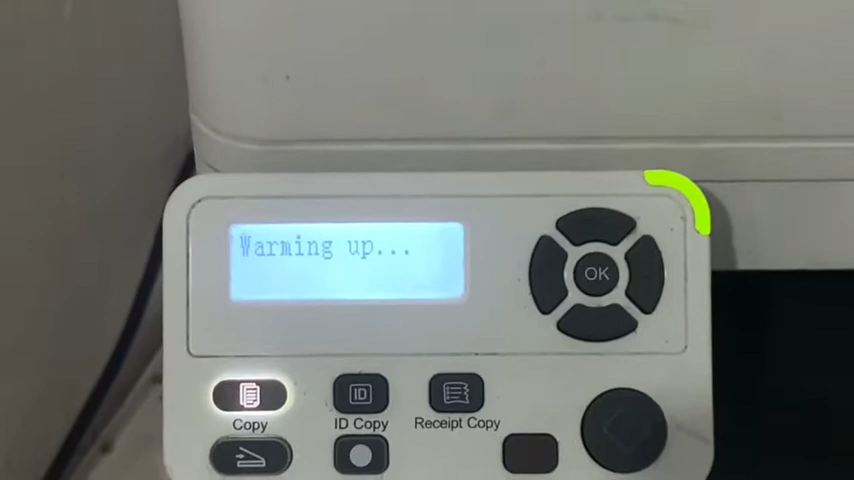 Warming up...
OK
ID
Copy
ID Copy
Receipt Copy